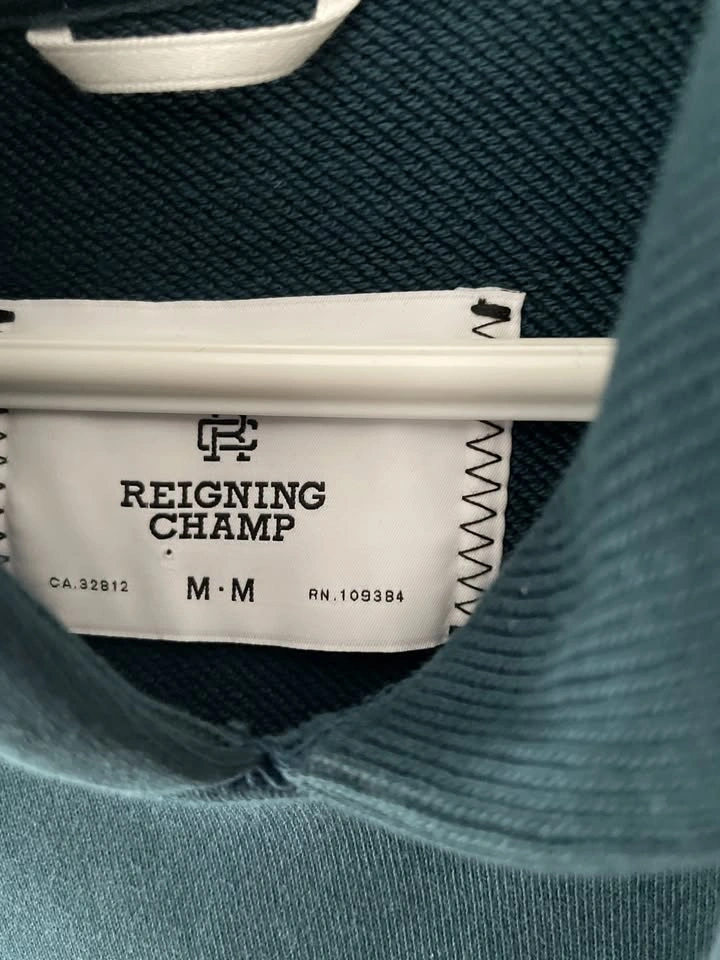 RC
REIGNING
CHAMP
CA.32812 M·M RN.109384